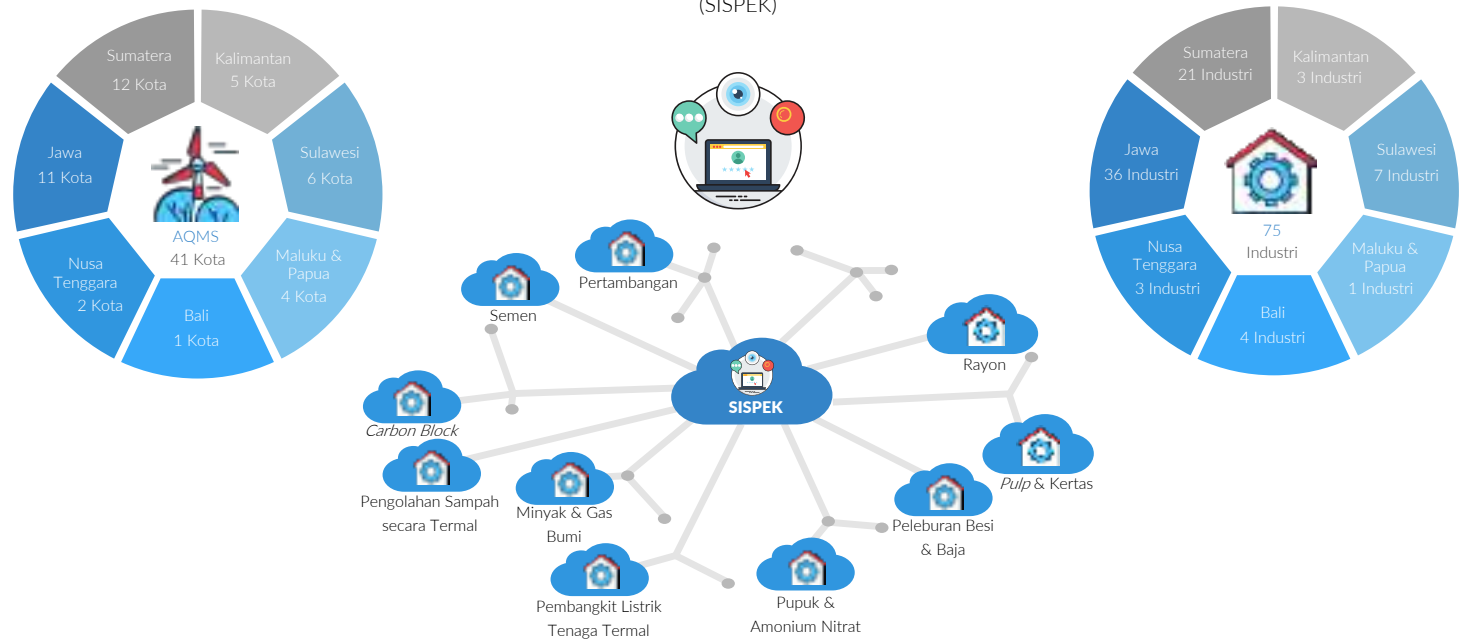 (SISPEK)
Sumatera
12 Kota
Kalimantan
5 Kota
Jawa
11 Kota
Sulawesi
6 Kota
AQMS
41 Kota
Nusa
Tenggara
2 Kota
Maluku &
Papua
4 Kota
Bali
1 Kota
Sumatera
21 Industri
Kalimantan
3 Industri
Jawa
36 Industri
Sulawesi
7 Industri
75
Industri
Nusa
Tenggara
3 Industri
Maluku &
Papua
1 Industri
Bali
4 Industri
Pertambangan
Semen
Rayon
SISPEK
Carbon Block
Pulp & Kertas
Pengolahan Sampah
secara Termal
Minyak & Gas
Bumi
Peleburan Besi
& Baja
Pembangkit Listrik
Tenaga Termal
Pupuk &
Amonium Nitrat